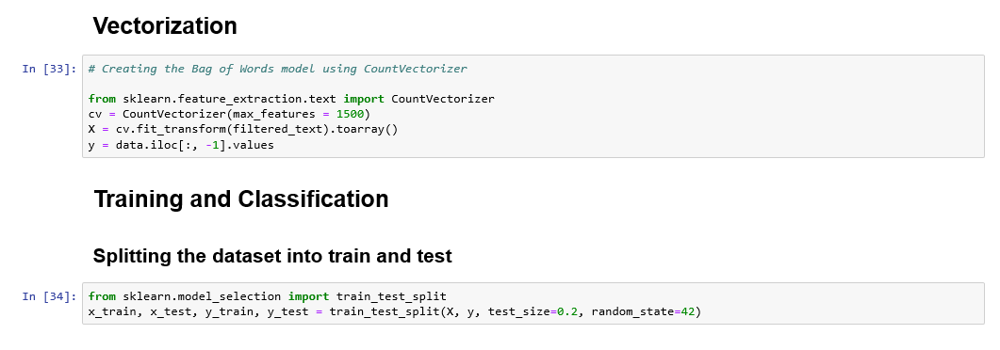 Vectorization
In [33]:
# Creating the Bag of Words model using CountVectorizer
from sklearn.feature_extraction.text import CountVectorizer
cv = CountVectorizer(max_features = 1500)
X = cv.fit_transform(filtered_text).toarray()
y = data.iloc[:, -1].values
Training and Classification
Splitting the dataset into train and test
In [34]:
from sklearn.model_selection import train_test_split
x_train, x_test, y_train, y_test = train_test_split(X, y, test_size=0.2, random_state=42)